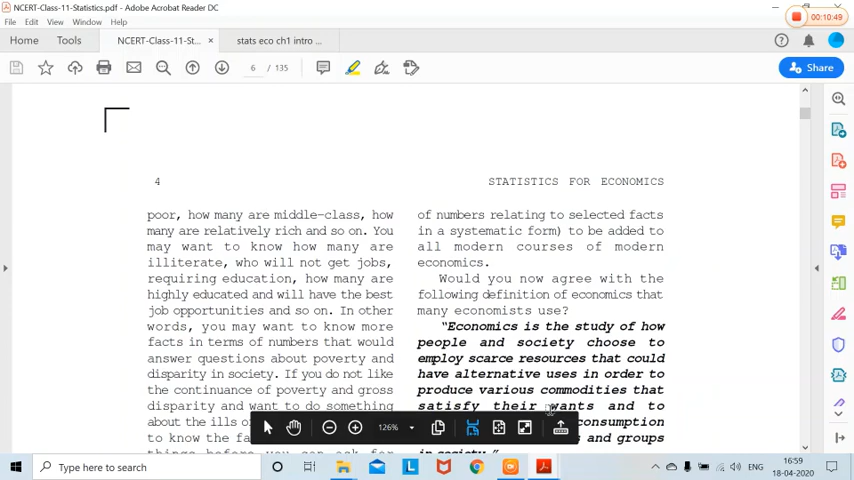 NCERT-Class-11-Statistics.pdf - Adobe Acrobat Reader DC
00:10:49
File Edit View Window Help
Home Tools NCERT-Class-11-Sta... × stats eco ch1 intro ...
6 / 135
Share
4 STATISTICS FOR ECONOMICS
poor, how many are middle-class, how
many are relatively rich and so on. You
may want to know how many are
illiterate, who will not get jobs,
requiring education, how many are
highly educated and will have the best
job opportunities and so on. In other
words, you may want to know more
facts in terms of numbers that would
answer questions about poverty and
disparity in society. If you do not like
the continuance of poverty and gross
disparity and want to do something
about the ills o
to know the fa
things before you can ask for
of numbers relating to selected facts
in a systematic form) to be added to
all modern courses of modern
economics.
Would you now agree with the
following definition of economics that
many economists use?
"Economics is the study of how
people and society choose to
employ scarce resources that could
have alternative uses in order to
produce various commodities that
satisfy their wants and to
consumption
s and groups
in society."
126%
Type here to search
ENG
16:59
18-04-2020